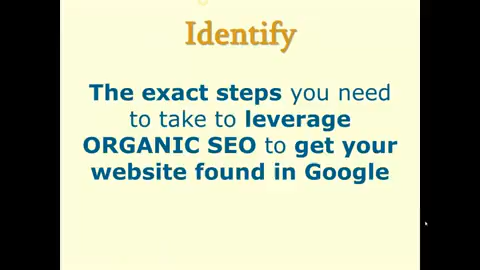 Identify
The exact steps you need
to take to leverage
ORGANIC SEO to get your
website found in Google